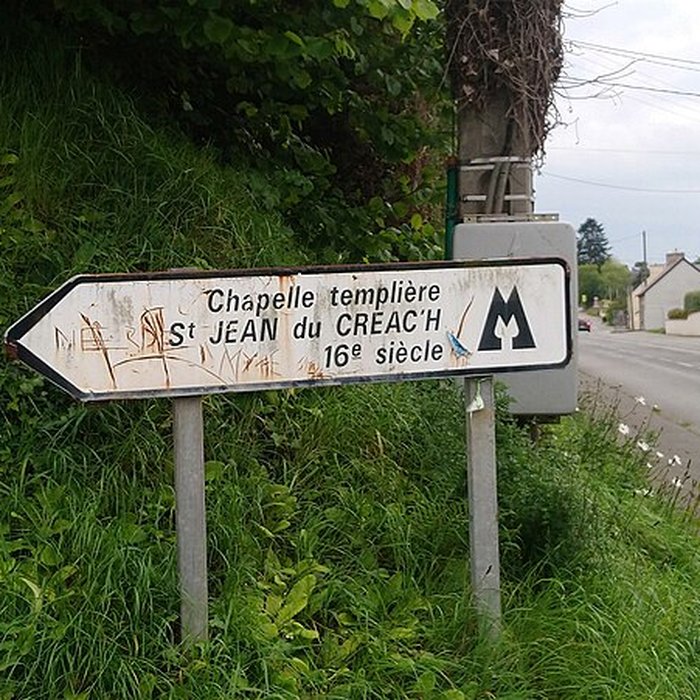 Chapelle templière
St JEAN du CREAC'H
16e siècle